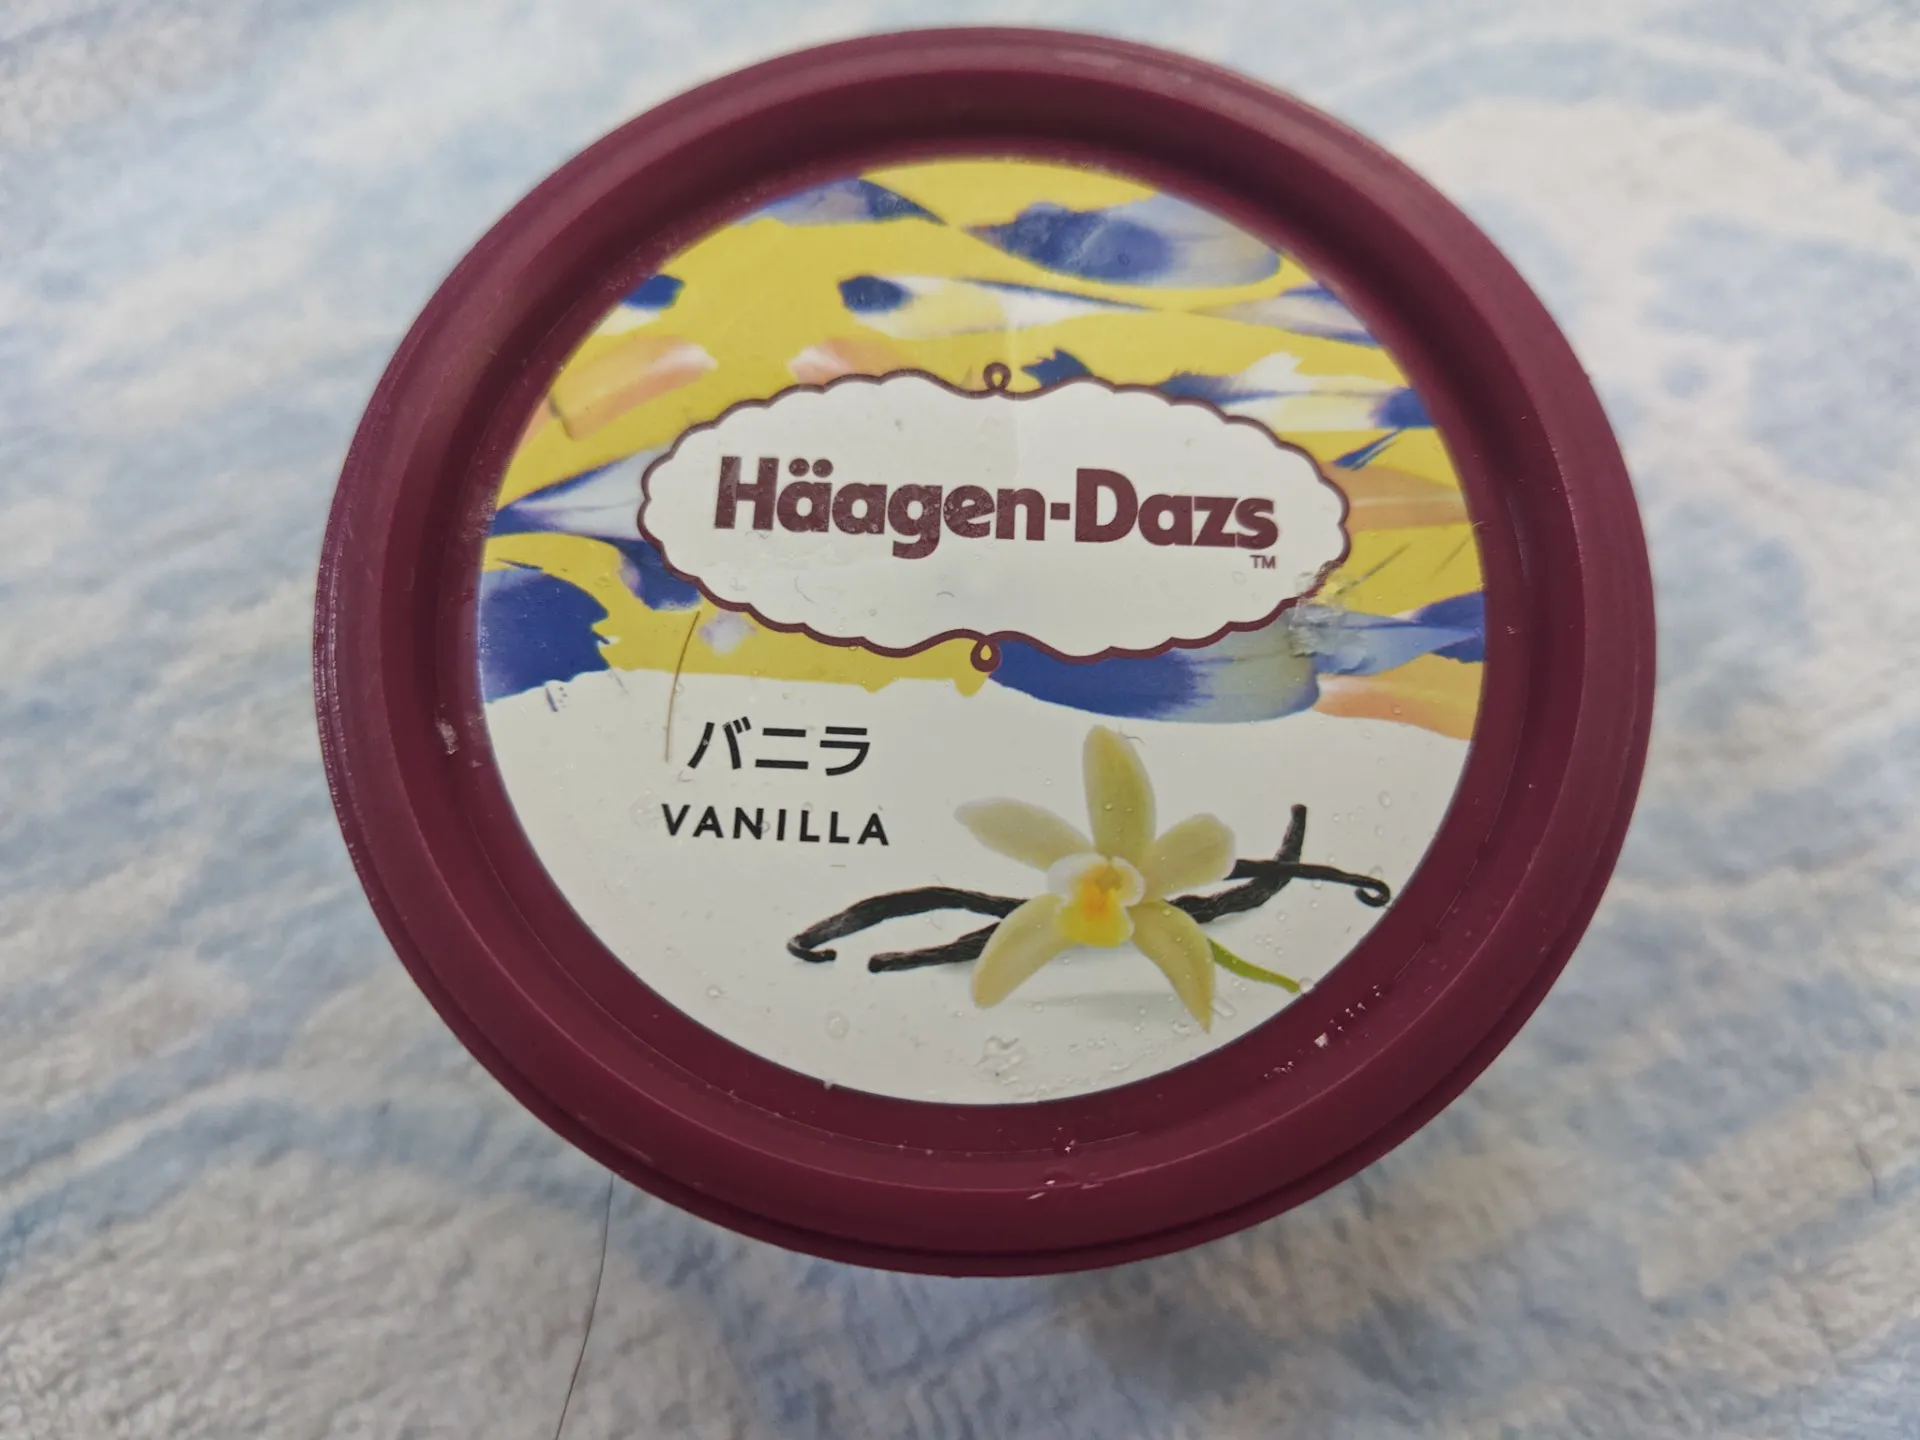 Häagen-Dazs
TM
バニラ
VANILLA